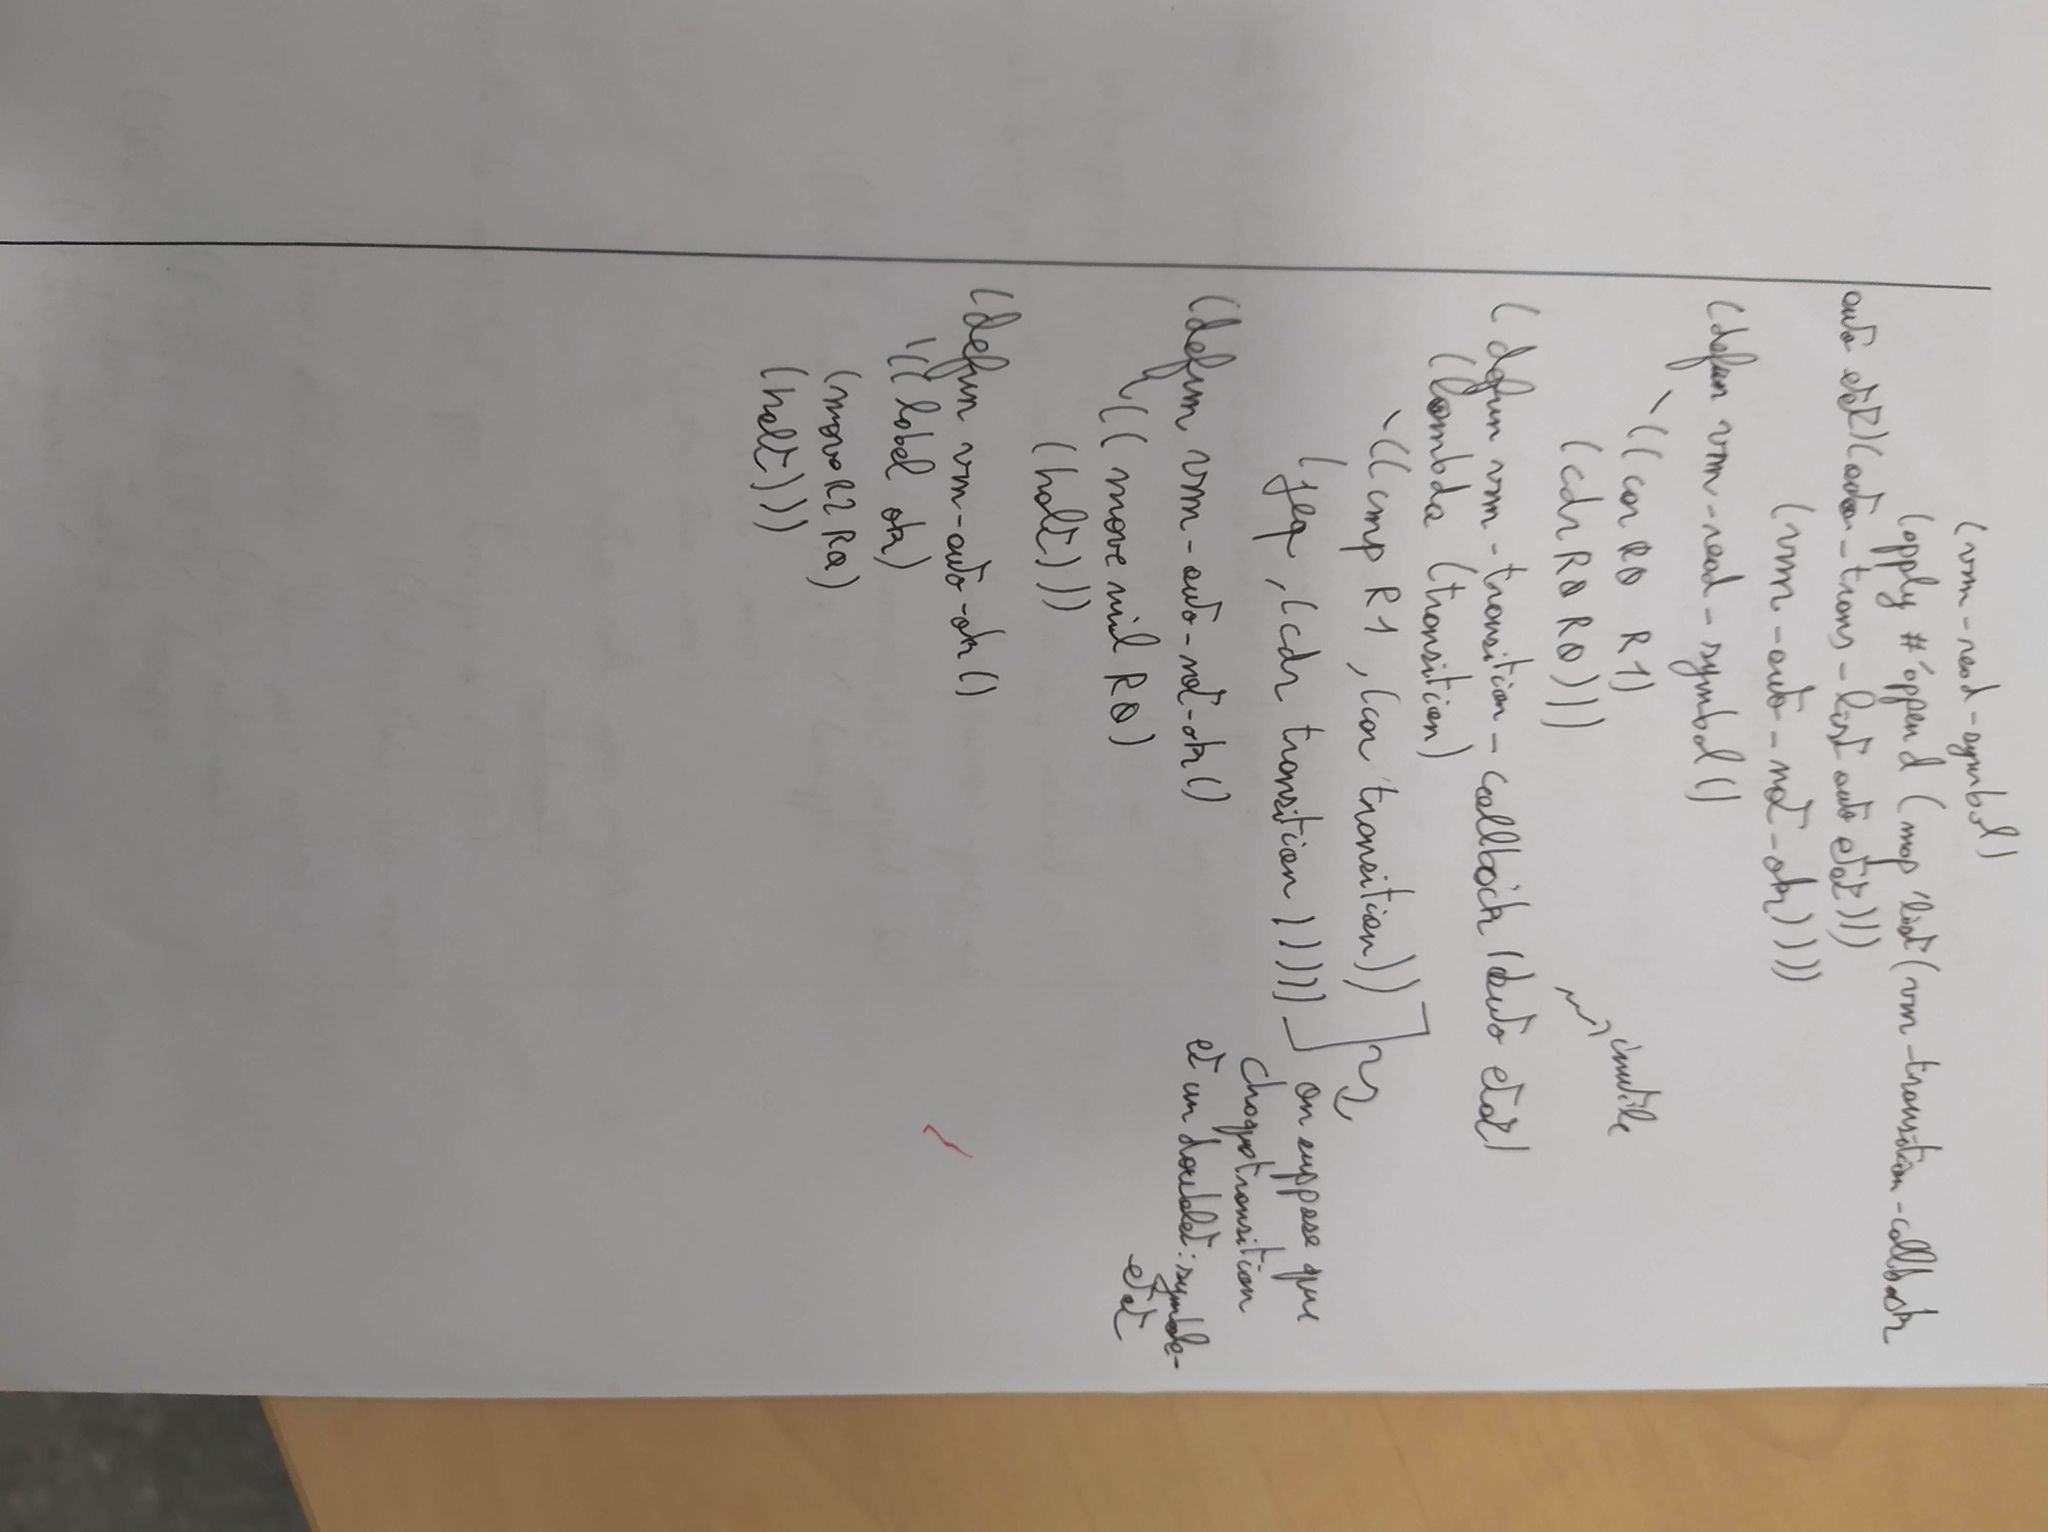 (vm-read-symbol)
(apply #'append (map 'list (vm-transition-callback
auto etat)(auto-trans-list auto etat)))
(vm-auto-not-ok))))
(defun vm-read-symbol()
`((car R0 R1)
(cdr R0 R0)))
inutile
(defun vm-transition-callback (auto etat)
(lambda (transition)
`((cmp R1 ,(car transition))
(jeq ,(cdr transition)))))
on suppose que
chaque transition
et un doublet: symbole-
etat
(defun vm-auto-not-ok()
`((move nil R0)
(halt)))
(defun vm-auto-ok()
'((label ok)
(move R2 R0)
(halt)))